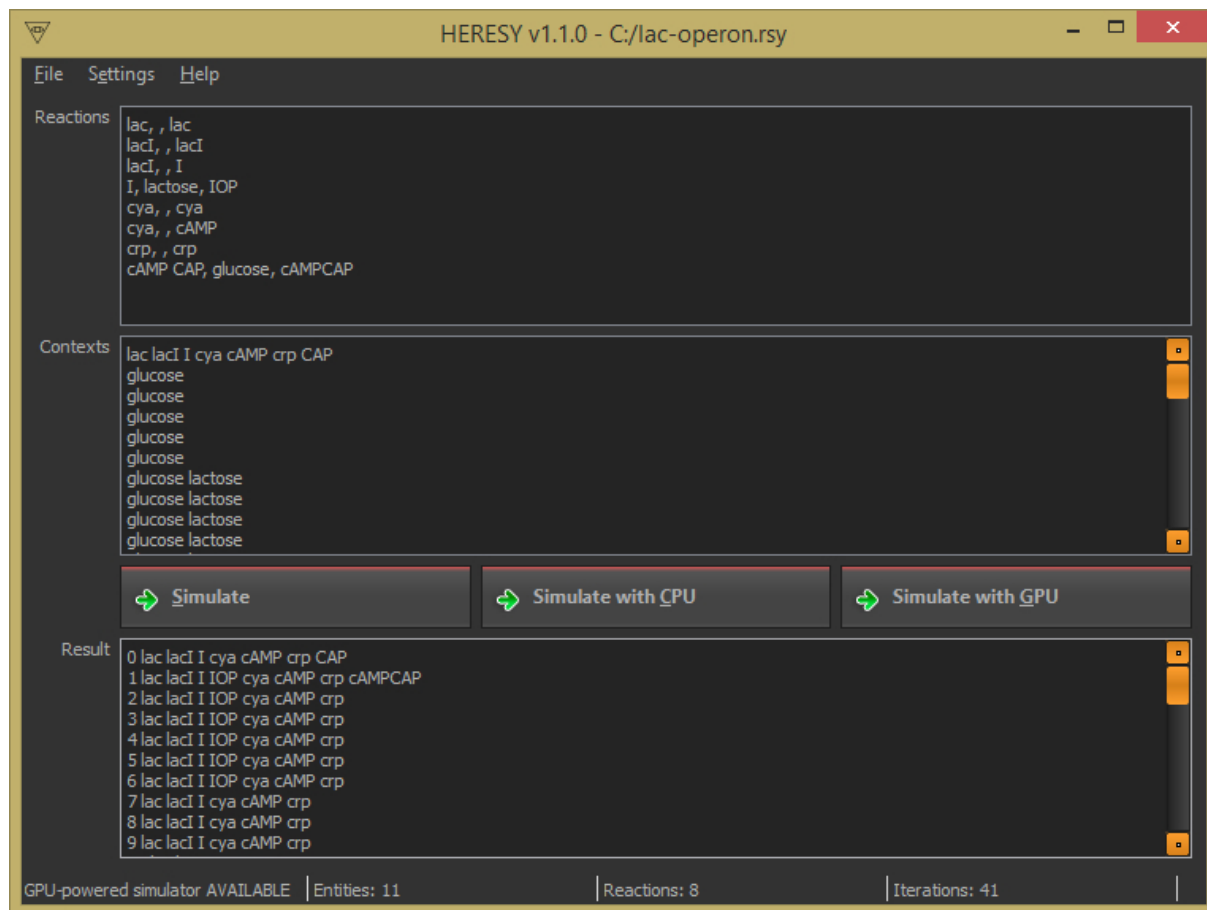 HERESY v1.1.0 - C:/lac-operon.rsy
File Settings Help
Reactions
lac, , lac
lacI, , lacI
lacI, , I
I, lactose, IOP
cya, , cya
cya, , cAMP
crp, , crp
cAMP CAP, glucose, cAMPCAP
Contexts
lac lacI I cya cAMP crp CAP
glucose
glucose
glucose
glucose
glucose
glucose lactose
glucose lactose
glucose lactose
glucose lactose
Simulate Simulate with CPU Simulate with GPU
Result
0 lac lacI I cya cAMP crp CAP
1 lac lacI I IOP cya cAMP crp cAMPCAP
2 lac lacI I IOP cya cAMP crp
3 lac lacI I IOP cya cAMP crp
4 lac lacI I IOP cya cAMP crp
5 lac lacI I IOP cya cAMP crp
6 lac lacI I IOP cya cAMP crp
7 lac lacI I cya cAMP crp
8 lac lacI I cya cAMP crp
9 lac lacI I cya cAMP crp
GPU-powered simulator AVAILABLE Entities: 11 Reactions: 8 Iterations: 41